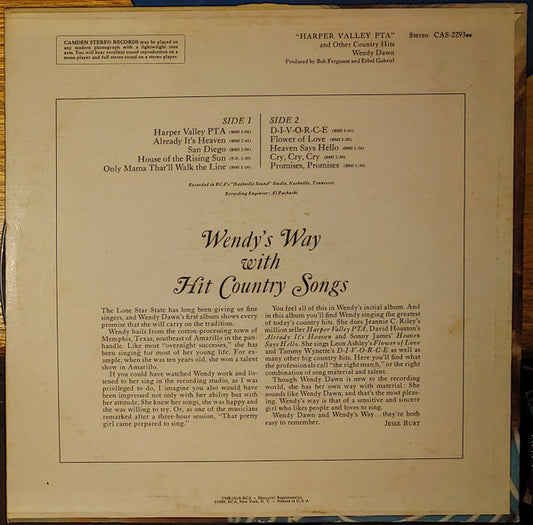 CAMDEN STEREO RECORDS may be played on
any modern phonograph with a lightweight tone
arm. You will hear excellent sound reproduction on a
mono player and full stereo sound on a stereo player.
"HARPER VALLEY PTA" Stereo CAS-2293
and Other Country Hits
Wendy Dawn
Produced by Bob Ferguson and Ethel Gabriel
SIDE 1
Harper Valley PTA
Already It's Heaven
San Diego
House of the Rising Sun
Only Mama That'll Walk the Line
SIDE 2
D-I-V-O-R-C-E
Flower of Love
Heaven Says Hello
Cry, Cry, Cry
Promises, Promises
Recorded in RCA's "Nashville Sound" Studio, Nashville, Tennessee
Recording Engineer: Al Pachucki
Wendy's Way
with
Hit Country Songs
The Lone Star State has long been giving us fine
singers, and Wendy Dawn's first album shows every
promise that she will carry on the tradition.
Wendy hails from the cotton-processing town of
Memphis, Texas, southeast of Amarillo in the pan-
handle. Like most "overnight successes," she has
been singing for most of her young life. For ex-
ample, when she was ten years old, she won a talent
show in Amarillo.
If you could have watched Wendy work and lis-
tened to her sing in the recording studio, as I was
privileged to do, I imagine you also would have
been impressed not only with her ability but with
her attitude. She knew her songs, she was happy and
she was willing to try. Or, as one of the musicians
remarked after a three-hour session, "That pretty
girl came prepared to sing."
You feel all of this in Wendy's initial album. And
in this album you'll find Wendy singing the greatest
of today's country hits. She does Jeannie C. Riley's
million seller Harper Valley PTA, David Houston's
Already It's Heaven and Sonny James' Heaven
Says Hello. She sings Leon Ashley's Flower of Love
and Tammy Wynette's D-I-V-O-R-C-E as well as
many other big country hits. Here you'll find what
the professionals call "the right match," or the right
combination of song material and talent.
Though Wendy Dawn is new to the recording
world, she has her own way with material: She
sounds like Wendy Dawn, and that's the most pleas-
ing. Wendy's way is that of a sensitive and sincere
girl who likes people and loves to sing.
Wendy Dawn and Wendy's Way...they're both
easy to remember. JESSE BURT
TMK(s) ® RCA • Marca(s) Registrada(s)
RCA, New York, N. Y. • Printed in U.S.A.